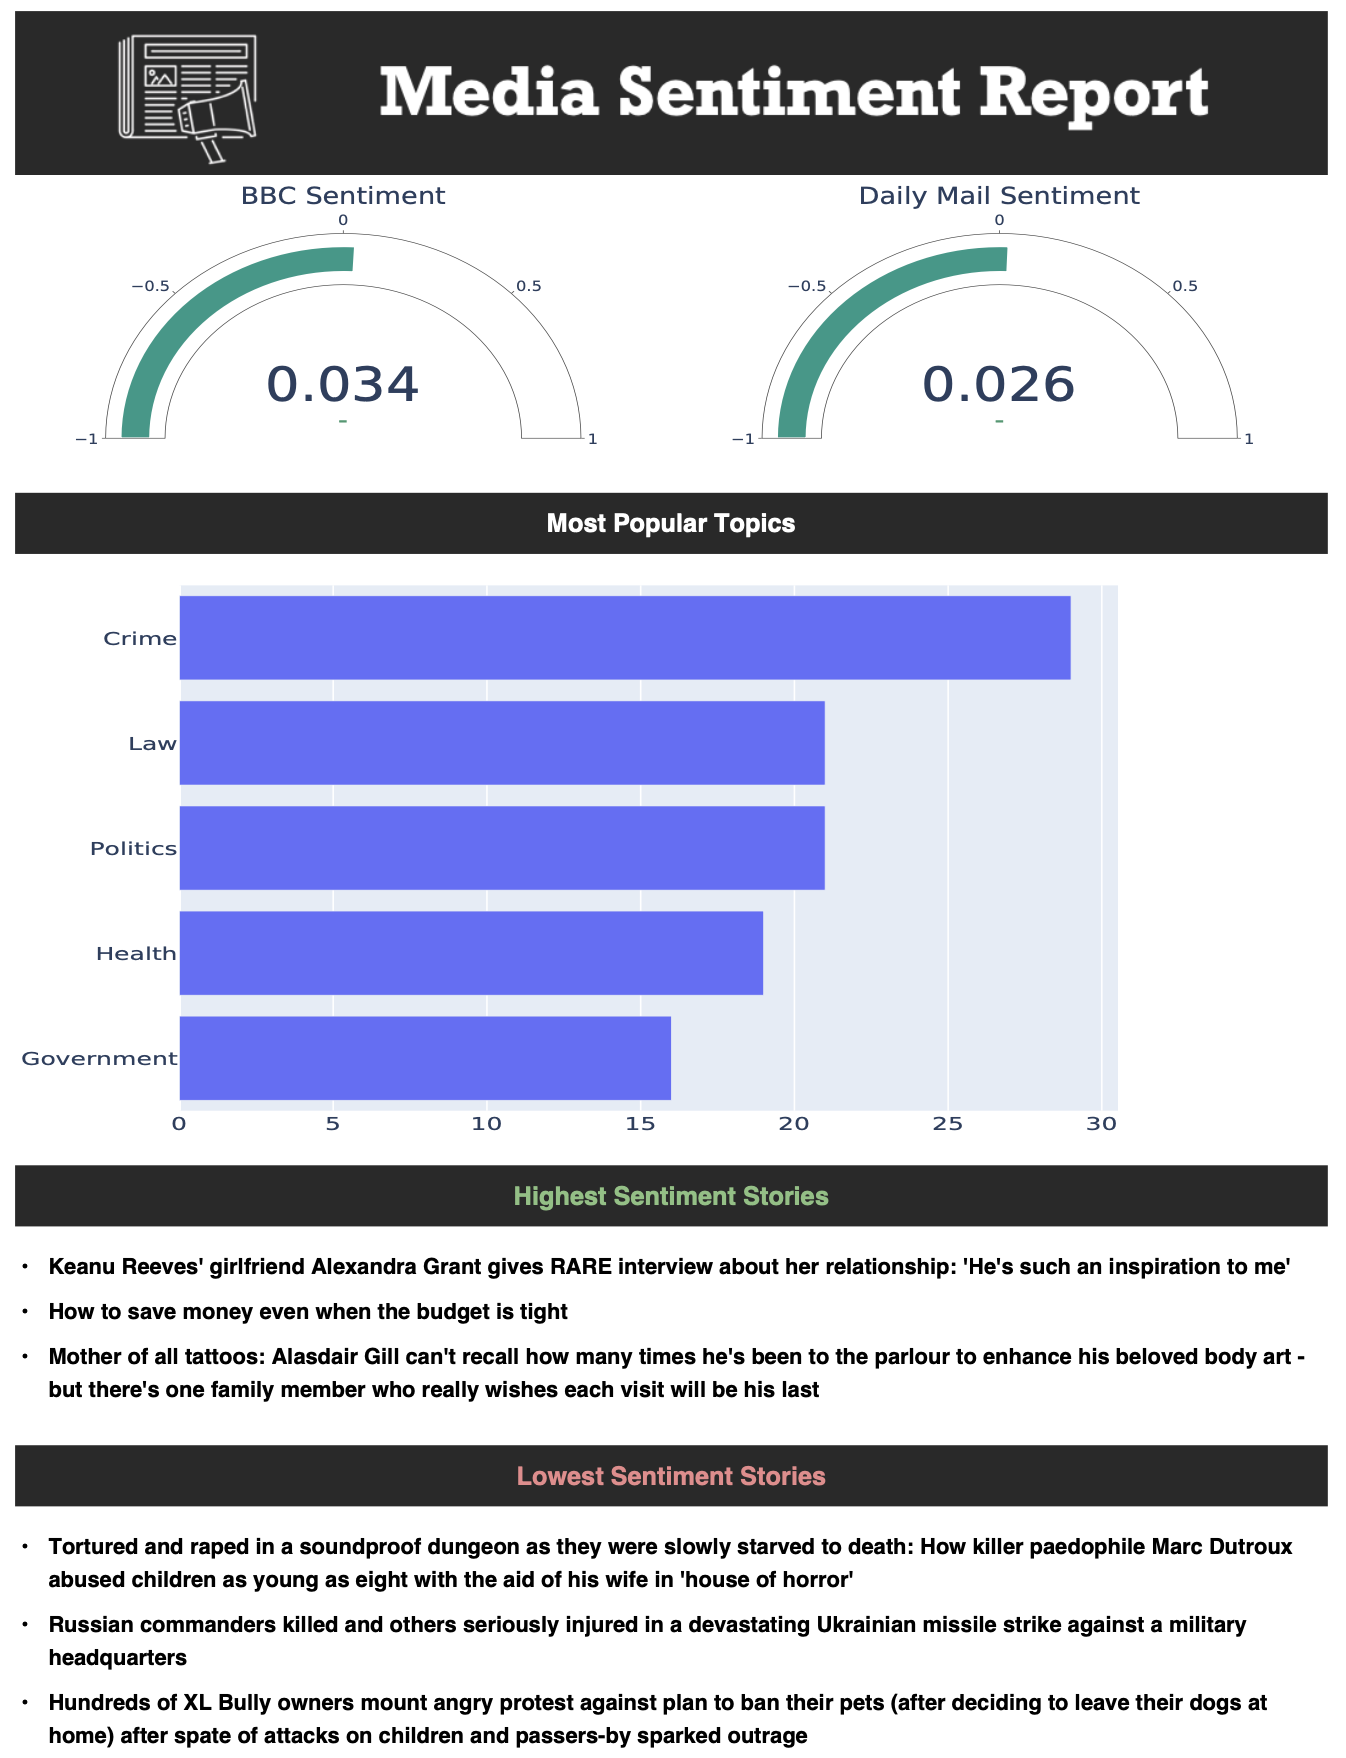 Media Sentiment Report
BBC Sentiment
0
−0.5
0.5
0.034
-
−1
1
Daily Mail Sentiment
0
−0.5
0.5
0.026
-
−1
1
Most Popular Topics
Crime
Law
Politics
Health
Government
0 5 10 15 20 25 30
Highest Sentiment Stories
• Keanu Reeves' girlfriend Alexandra Grant gives RARE interview about her relationship: 'He's such an inspiration to me'
• How to save money even when the budget is tight
• Mother of all tattoos: Alasdair Gill can't recall how many times he's been to the parlour to enhance his beloved body art -
but there's one family member who really wishes each visit will be his last
Lowest Sentiment Stories
• Tortured and raped in a soundproof dungeon as they were slowly starved to death: How killer paedophile Marc Dutroux
abused children as young as eight with the aid of his wife in 'house of horror'
• Russian commanders killed and others seriously injured in a devastating Ukrainian missile strike against a military
headquarters
• Hundreds of XL Bully owners mount angry protest against plan to ban their pets (after deciding to leave their dogs at
home) after spate of attacks on children and passers-by sparked outrage